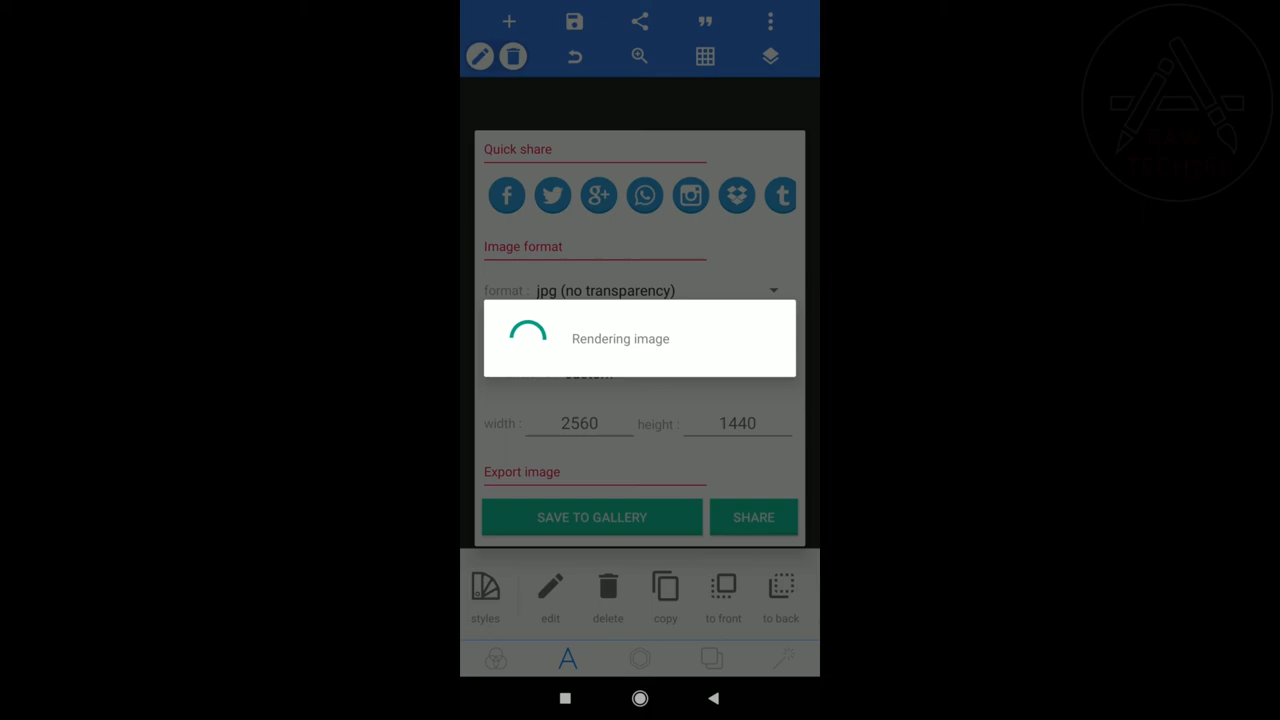 Quick share
Image format
format : jpg (no transparency)
Rendering image
width : 2560 height : 1440
Export image
SAVE TO GALLERY SHARE
styles edit delete copy to front to back